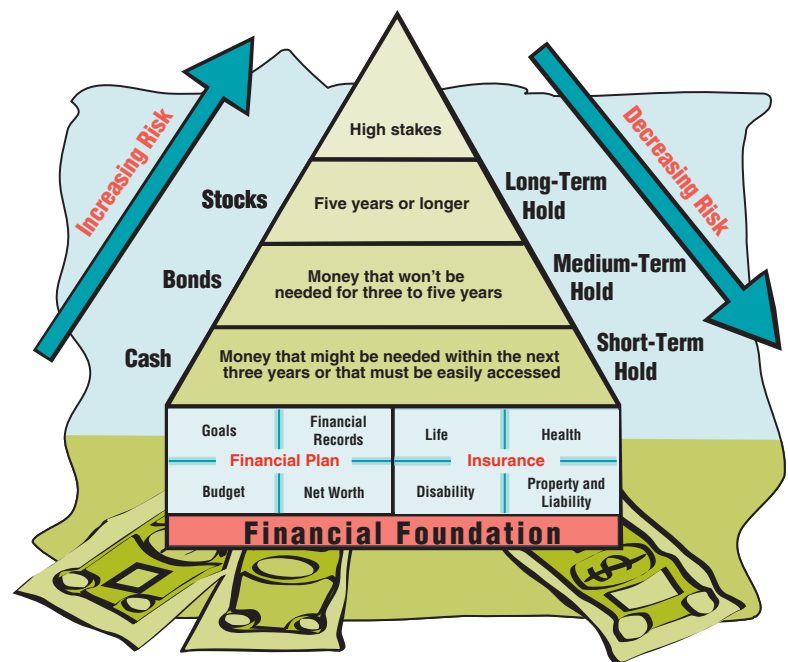 High stakes
Increasing Risk
Decreasing Risk
Stocks
Five years or longer
Long-Term
Hold
Bonds
Money that won't be
needed for three to five years
Medium-Term
Hold
Cash
Money that might be needed within the next
three years or that must be easily accessed
Short-Term
Hold
Goals
Financial
Records
Life
Health
Financial Plan
Insurance
Budget
Net Worth
Disability
Property and
Liability
Financial Foundation
$